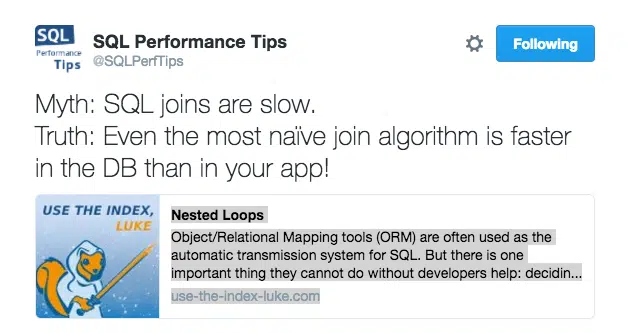 SQL
Performance
Tips
SQL Performance Tips
@SQLPerfTips
Following
Myth: SQL joins are slow.
Truth: Even the most naïve join algorithm is faster
in the DB than in your app!
USE THE INDEX,
LUKE
Nested Loops
Object/Relational Mapping tools (ORM) are often used as the
automatic transmission system for SQL. But there is one
important thing they cannot do without developers help: decidin...
use-the-index-luke.com